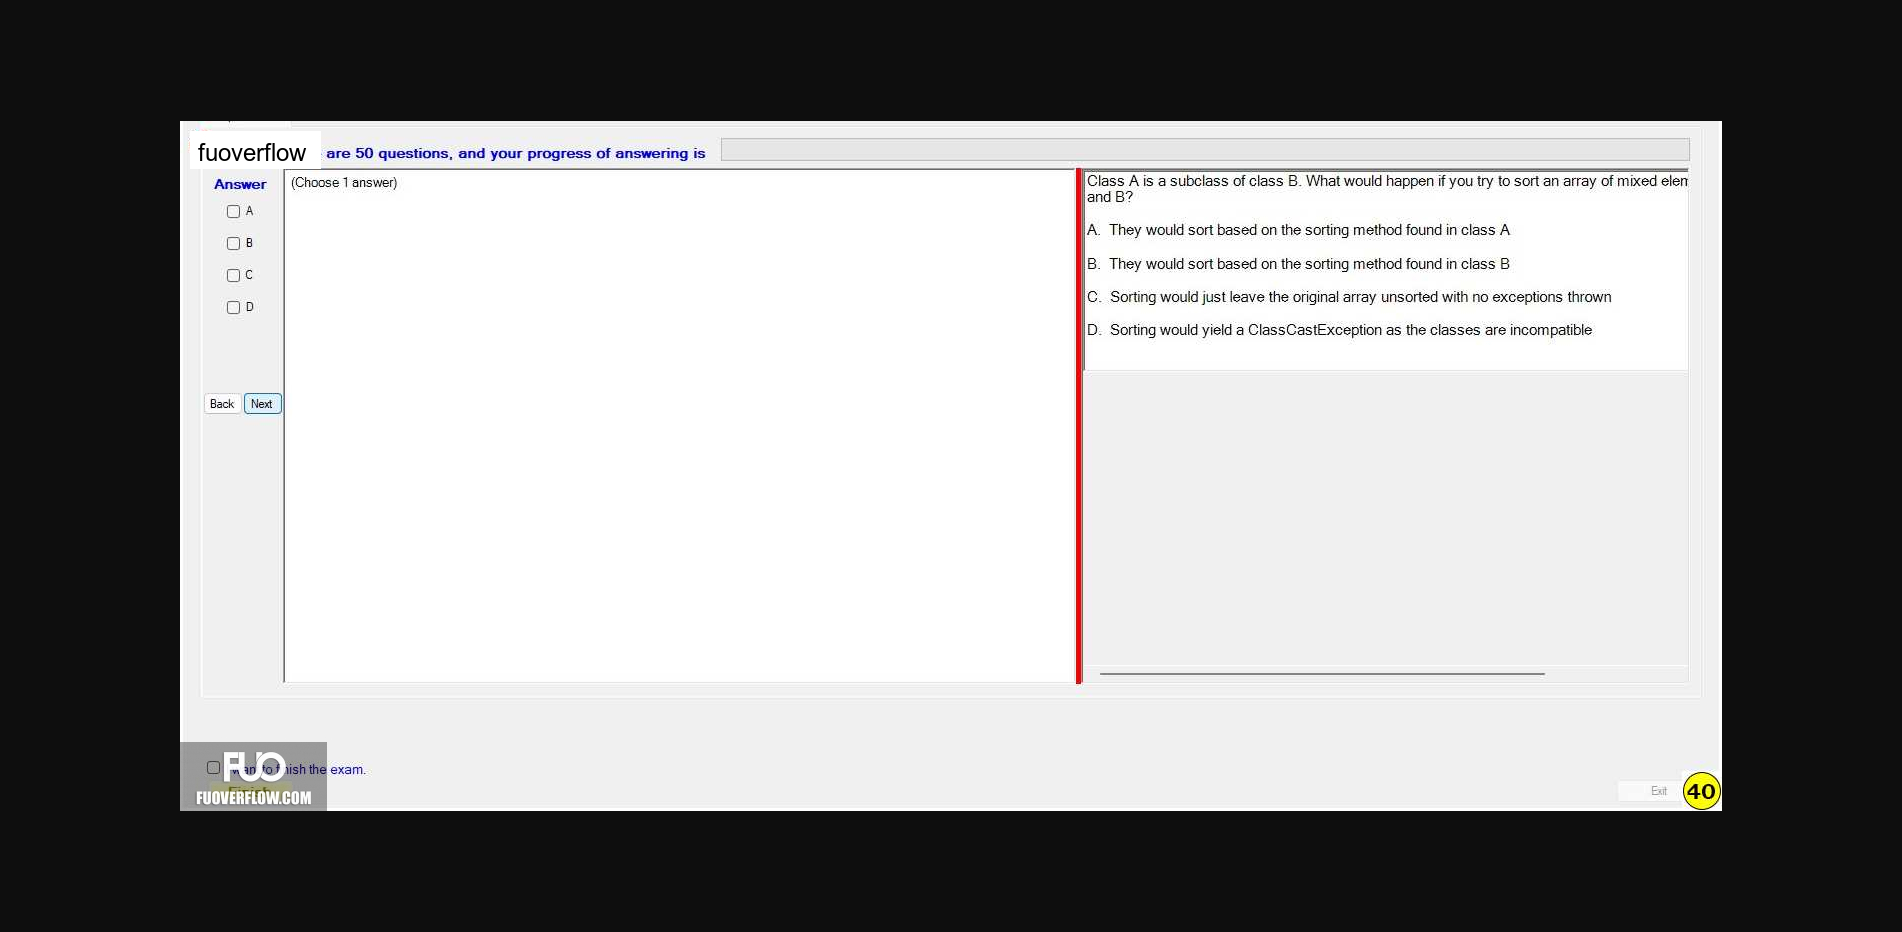 fuoverflow are 50 questions, and your progress of answering is
Answer
(Choose 1 answer)
A
B
C
D
Back Next
Class A is a subclass of class B. What would happen if you try to sort an array of mixed elem
and B?
A. They would sort based on the sorting method found in class A
B. They would sort based on the sorting method found in class B
C. Sorting would just leave the original array unsorted with no exceptions thrown
D. Sorting would yield a ClassCastException as the classes are incompatible
FUO
want to finish the exam.
Finish
FUOVERFLOW.COM
Exit
40